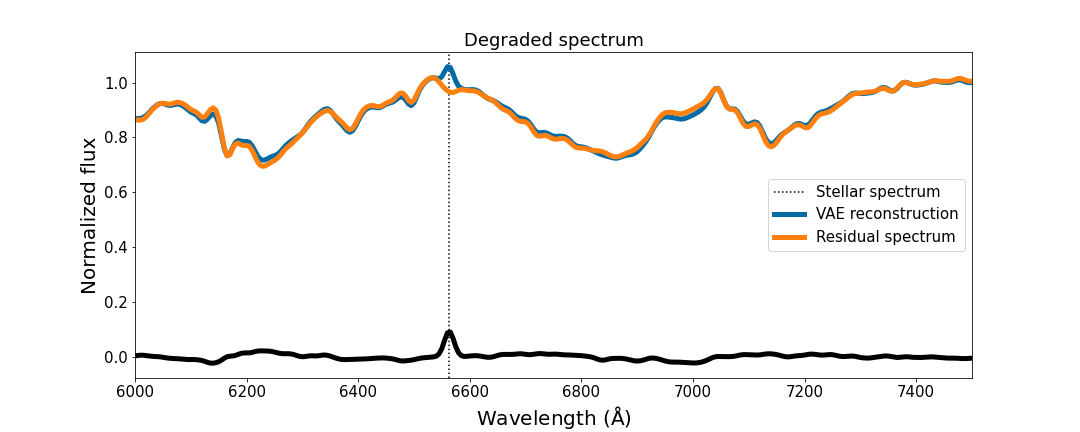 Degraded spectrum
Normalized flux
1.0
0.8
0.6
0.4
0.2
0.0
Stellar spectrum
VAE reconstruction
Residual spectrum
6000 6200 6400 6600 6800 7000 7200 7400
Wavelength (Å)